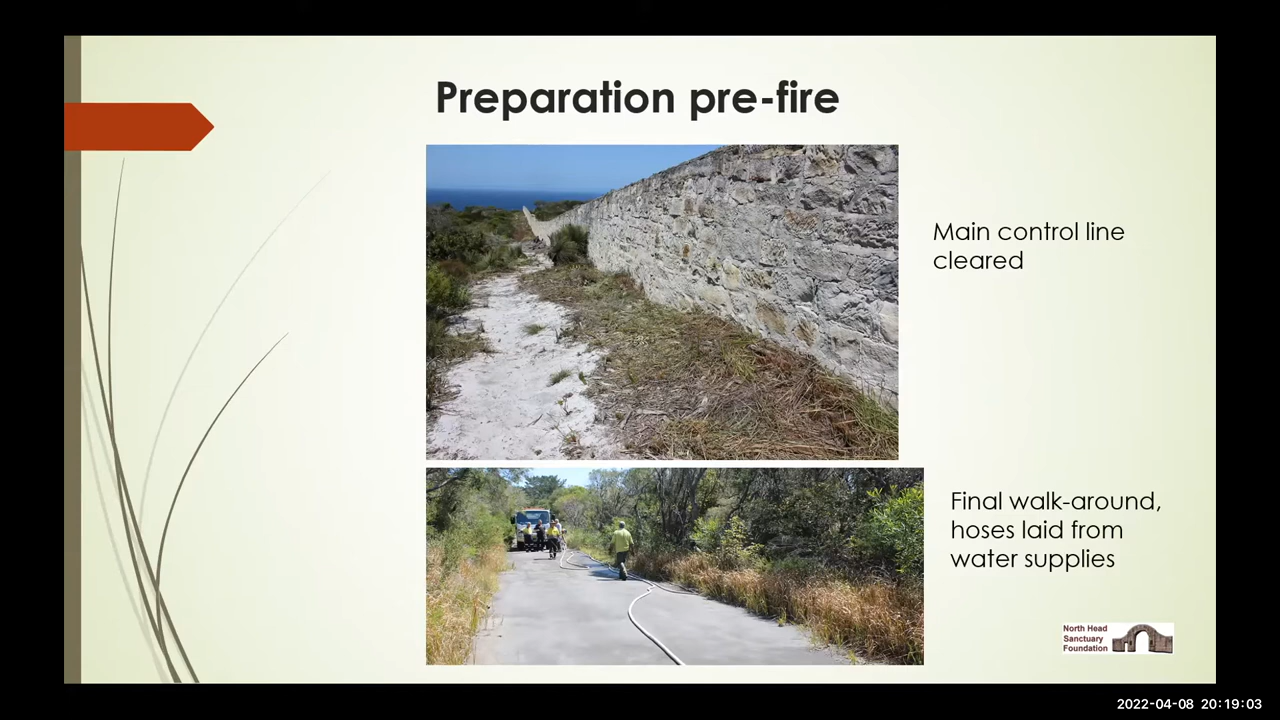 Preparation pre-fire
Main control line
cleared
Final walk-around,
hoses laid from
water supplies
North Head
Sanctuary
Foundation
2022-04-08 20:19:03